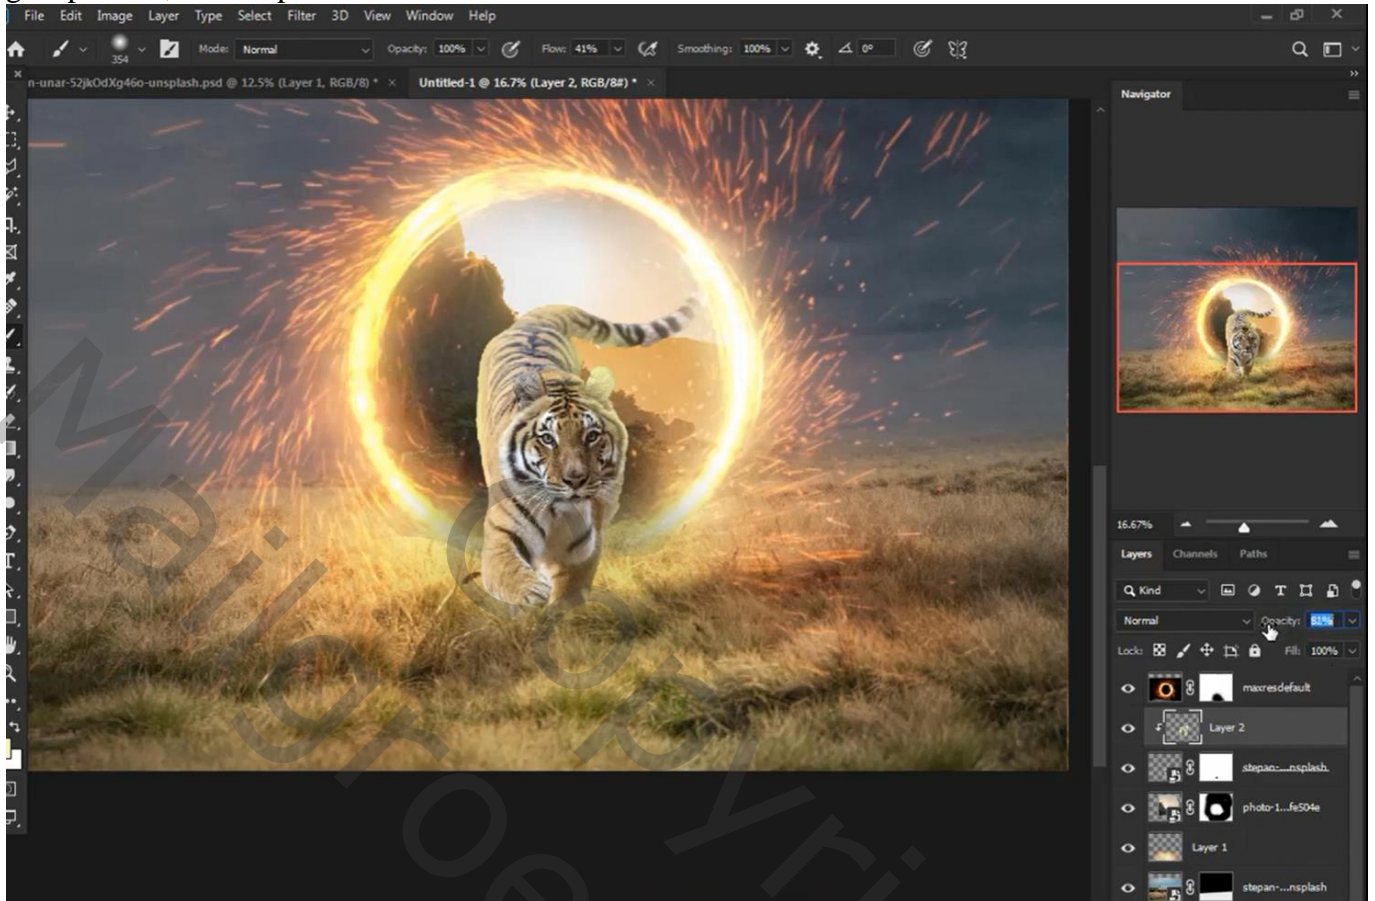 File Edit Image Layer Type Select Filter 3D View Window Help
354 Mode: Normal Opacity: 100% Flow: 41% Smoothing: 100% 0°
n-unar-52jkOdXg46o-unsplash.psd @ 12.5% (Layer 1, RGB/8) * × Untitled-1 @ 16.7% (Layer 2, RGB/8#) * ×
Navigator
16.67%
Layers Channels Paths
Kind
Normal Opacity: 81%
Lock: Fill: 100%
maxresdefault
Layer 2
stepan-...nsplash
photo-1...fe504e
Layer 1
stepan-...nsplash